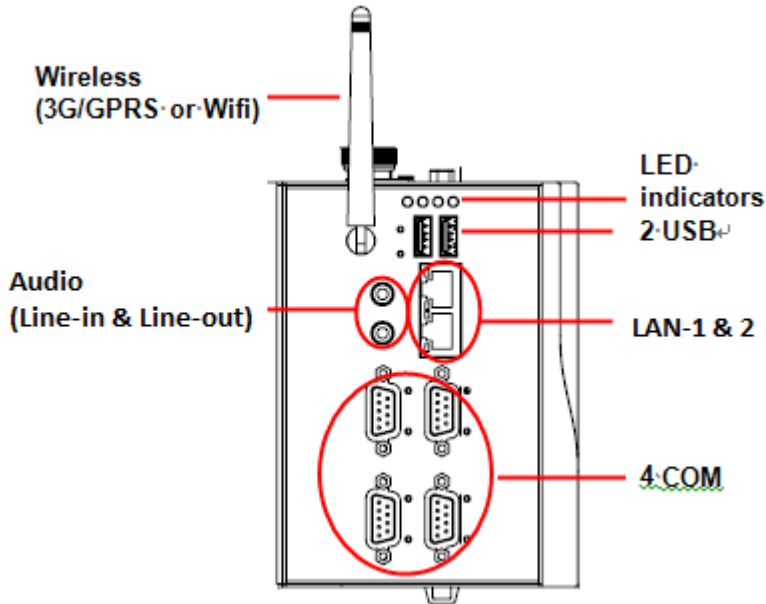 Wireless
(3G/GPRS or Wifi)
LED
indicators
2 USB
Audio
(Line-in & Line-out)
LAN-1 & 2
4 COM